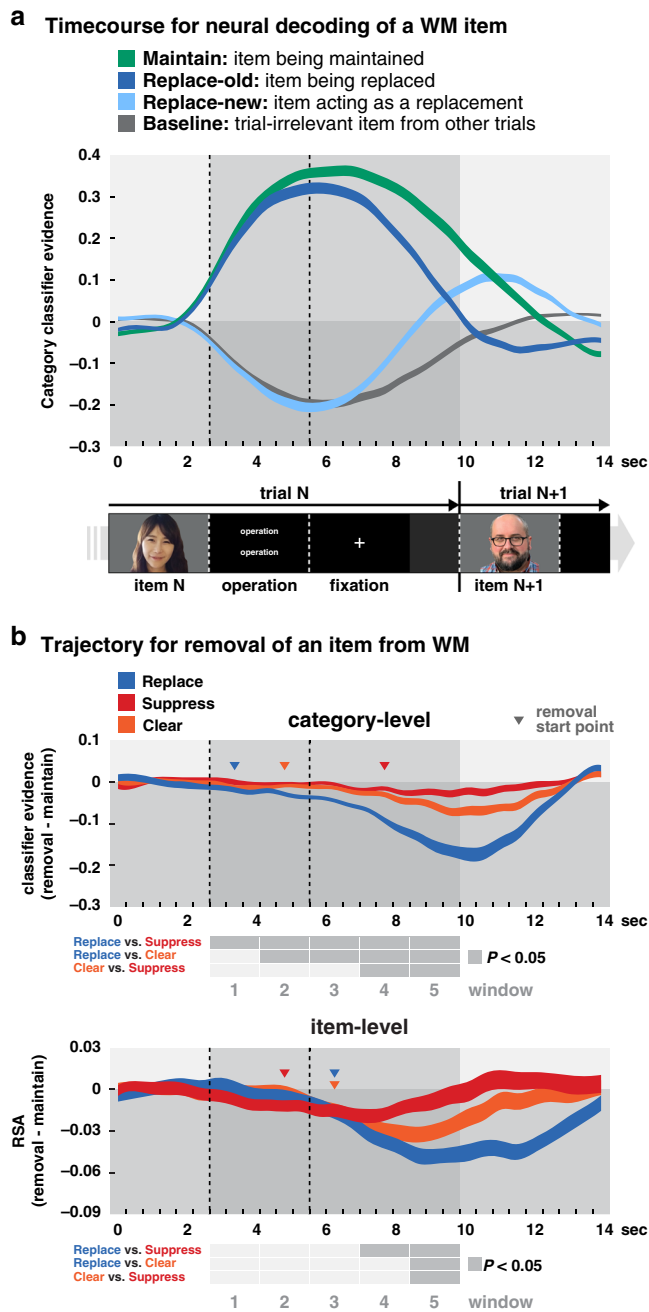 a Timecourse for neural decoding of a WM item
Maintain: item being maintained
Replace-old: item being replaced
Replace-new: item acting as a replacement
Baseline: trial-irrelevant item from other trials
Category classifier evidence
0.4
0.3
0.2
0.1
0
−0.1
−0.2
−0.3
0 2 4 6 8 10 12 14 sec
trial N trial N+1
operation
operation
+
item N operation fixation item N+1
b Trajectory for removal of an item from WM
Replace
Suppress
Clear
category-level
removal
start point
classifier evidence
(removal - maintain)
0.1
0
−0.1
−0.2
−0.3
0 2 4 6 8 10 12 14 sec
Replace vs. Suppress
Replace vs. Clear
Clear vs. Suppress
P < 0.05
1 2 3 4 5 window
item-level
RSA
(removal - maintain)
0.03
0
−0.03
−0.06
−0.09
0 2 4 6 8 10 12 14 sec
Replace vs. Suppress
Replace vs. Clear
Clear vs. Suppress
P < 0.05
1 2 3 4 5 window